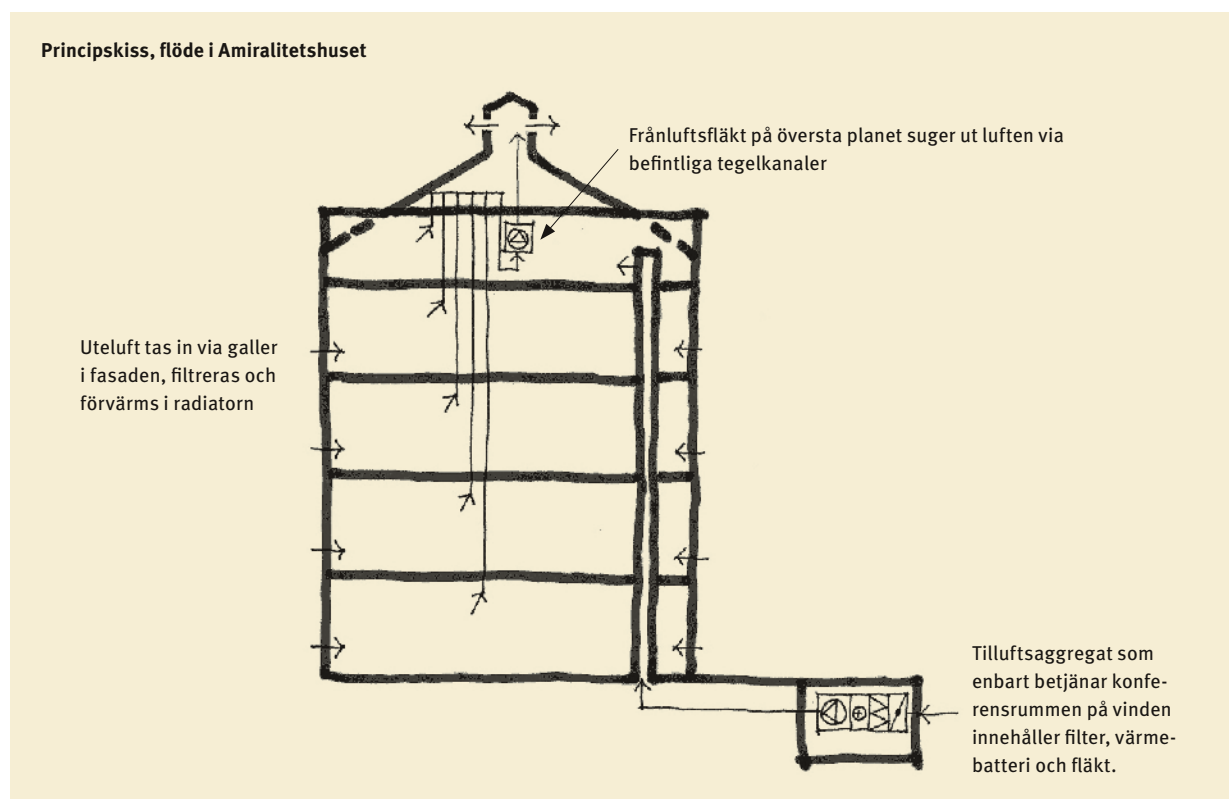 Principskiss, flöde i Amiralitetshuset
Frånluftsfläkt på översta planet suger ut luften via
befintliga tegelkanaler
Uteluft tas in via galler
i fasaden, filtreras och
förvärms i radiatorn
Tilluftsaggregat som
enbart betjänar konfe-
rensrummen på vinden
innehåller filter, värme-
batteri och fläkt.